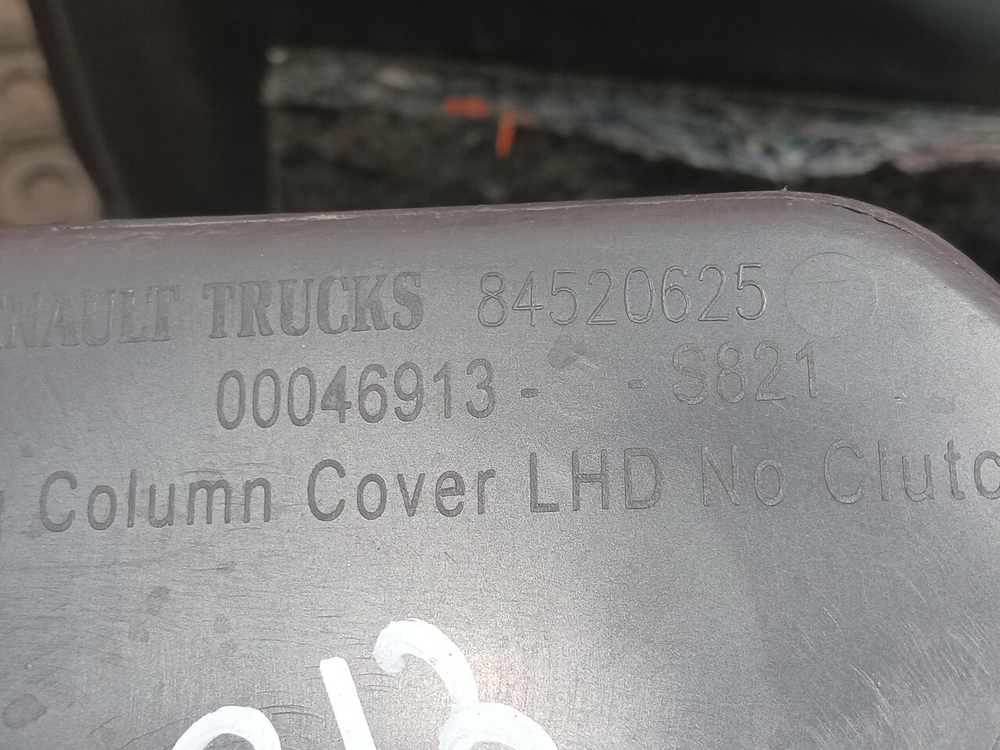 NAULT TRUCKS 84520625
00046913- - S821
Column Cover LHD No Clutc